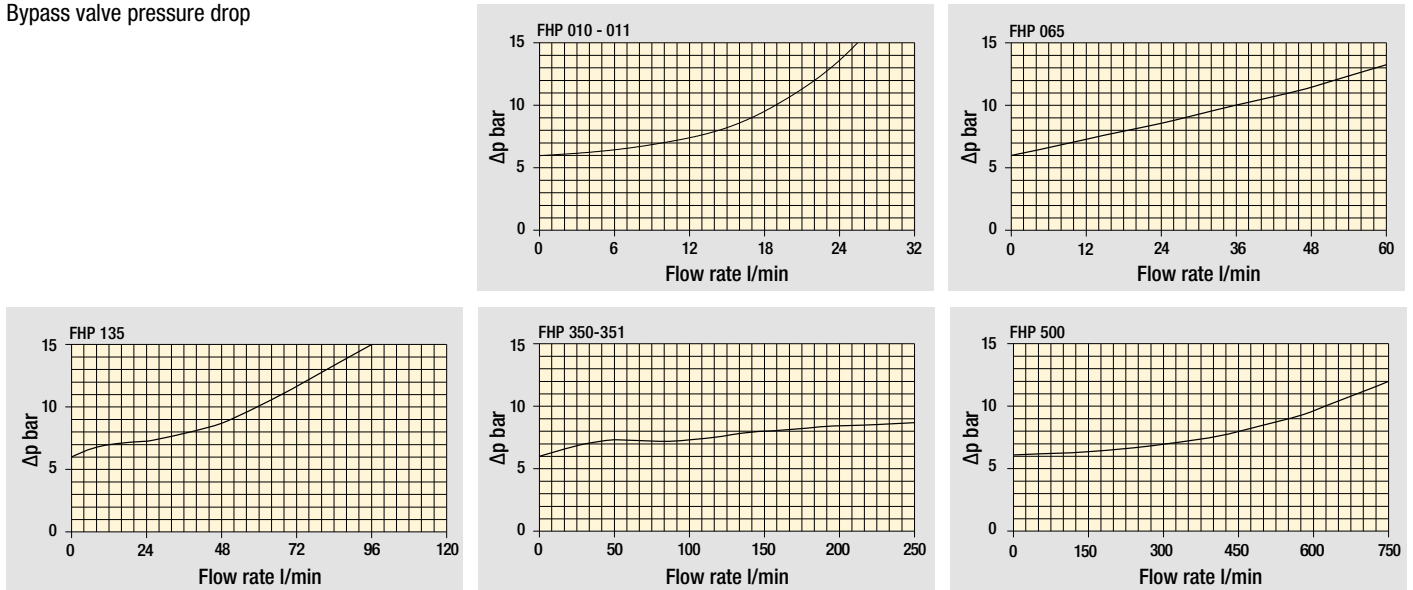 Bypass valve pressure drop
FHP 010 - 011
15
10
5
0
Δp bar
0 6 12 18 24 32
Flow rate l/min
FHP 065
15
10
5
0
Δp bar
0 12 24 36 48 60
Flow rate l/min
FHP 135
15
10
5
0
Δp bar
0 24 48 72 96 120
Flow rate l/min
FHP 350-351
15
10
5
0
Δp bar
0 50 100 150 200 250
Flow rate l/min
FHP 500
15
10
5
0
Δp bar
0 150 300 450 600 750
Flow rate l/min